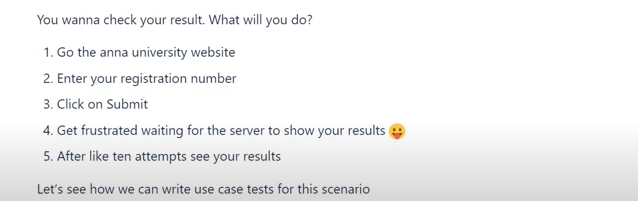 You wanna check your result. What will you do?
1. Go the anna university website
2. Enter your registration number
3. Click on Submit
4. Get frustrated waiting for the server to show your results 😛
5. After like ten attempts see your results
Let's see how we can write use case tests for this scenario